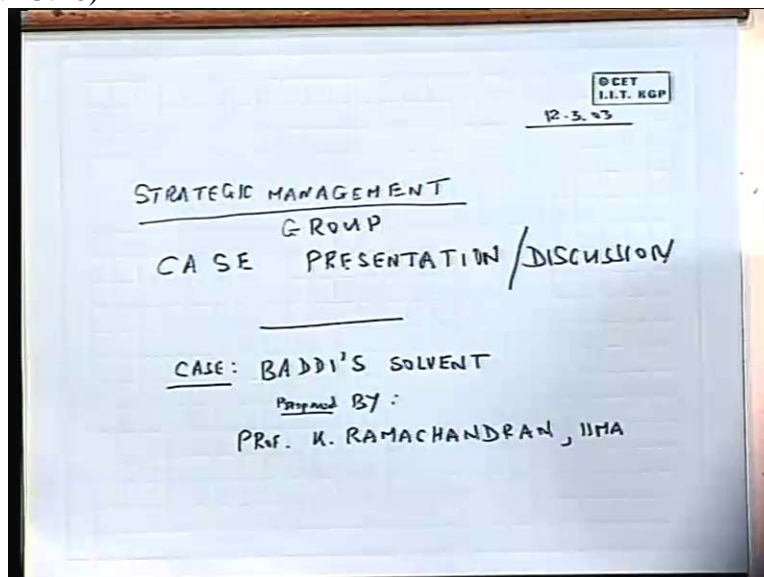 © CET
I.I.T. KGP
12.3.03
STRATEGIC MANAGEMENT
GROUP
CASE PRESENTATION/DISCUSSION
CASE: BADDI'S SOLVENT
Prepared BY:
PROF. K. RAMACHANDRAN, IIMA